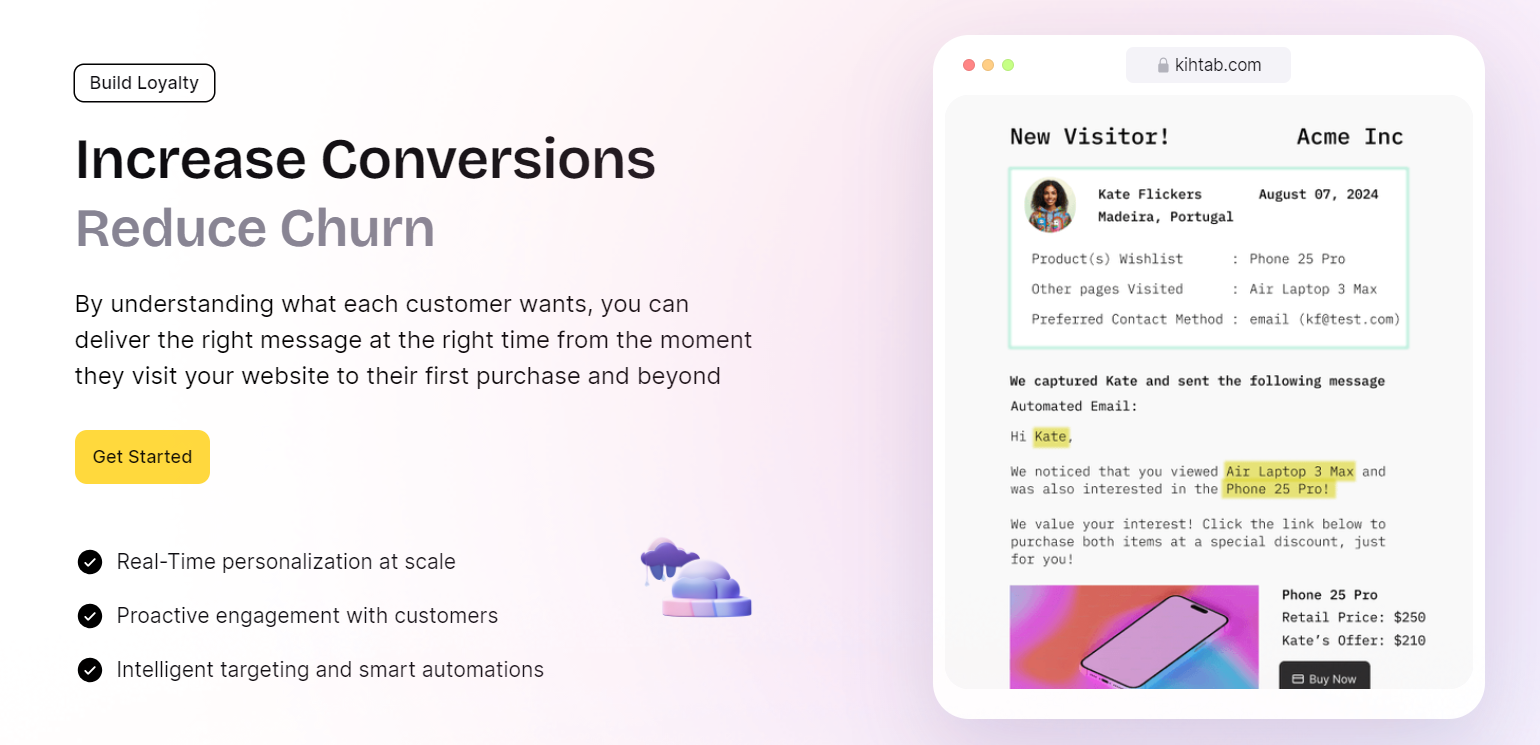 Build Loyalty
Increase Conversions
Reduce Churn
By understanding what each customer wants, you can
deliver the right message at the right time from the moment
they visit your website to their first purchase and beyond
Get Started
Real-Time personalization at scale
Proactive engagement with customers
Intelligent targeting and smart automations
kihtab.com
New Visitor! Acme Inc
Kate Flickers August 07, 2024
Madeira, Portugal
Product(s) Wishlist : Phone 25 Pro
Other pages Visited : Air Laptop 3 Max
Preferred Contact Method : email (kf@test.com)
We captured Kate and sent the following message
Automated Email:
Hi Kate,
We noticed that you viewed Air Laptop 3 Max and
was also interested in the Phone 25 Pro!
We value your interest! Click the link below to
purchase both items at a special discount, just
for you!
Phone 25 Pro
Retail Price: $250
Kate’s Offer: $210
Buy Now